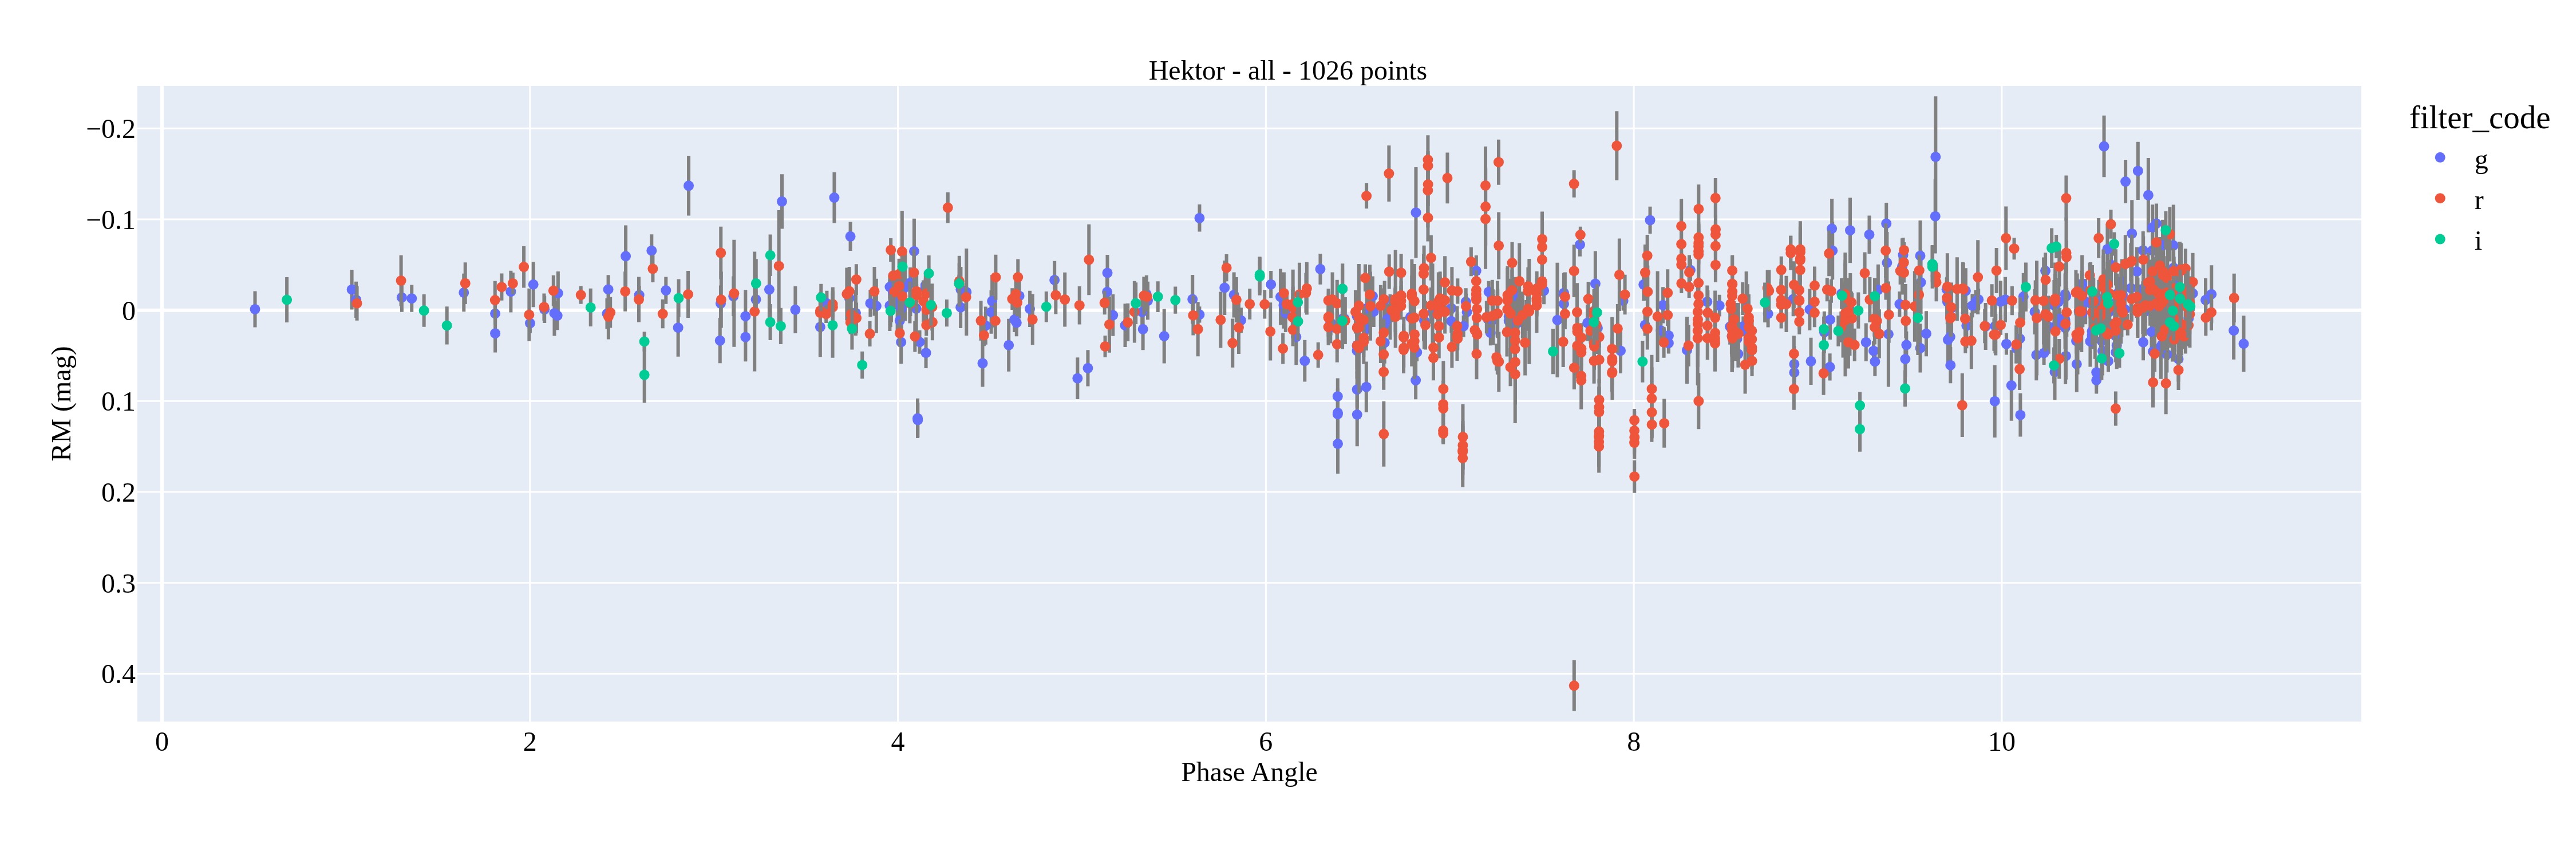 Hektor - all - 1026 points
filter_code
g
r
i
−0.2
−0.1
0
0.1
0.2
0.3
0.4
RM (mag)
0 2 4 6 8 10
Phase Angle